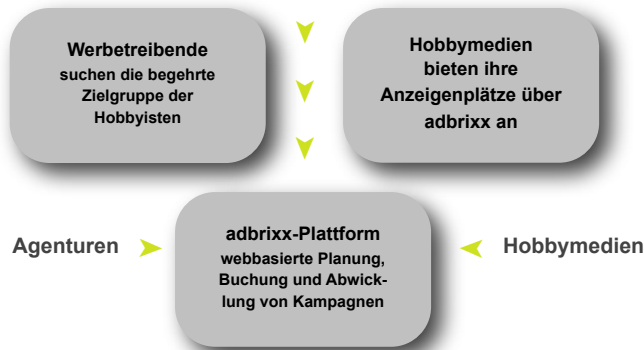 Werbetreibende
suchen die begehrte
Zielgruppe der
Hobbyisten
Hobbymedien
bieten ihre
Anzeigenplätze über
adbrixx an
Agenturen
adbrixx-Plattform
webbasierte Planung,
Buchung und Abwick-
lung von Kampagnen
Hobbymedien